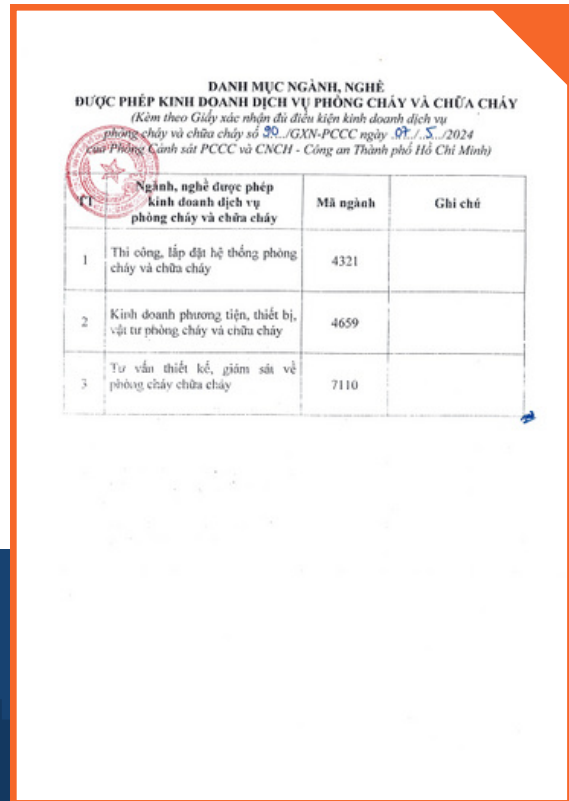 DANH MỤC NGÀNH, NGHỀ
ĐƯỢC PHÉP KINH DOANH DỊCH VỤ PHÒNG CHÁY VÀ CHỮA CHÁY
(Kèm theo Giấy xác nhận đủ điều kiện kinh doanh dịch vụ
phòng cháy và chữa cháy số 90../GXN-PCCC ngày .07./..5../2024
của Phòng Cảnh sát PCCC và CNCH - Công an Thành phố Hồ Chí Minh)
TT
Ngành, nghề được phép
kinh doanh dịch vụ
phòng cháy và chữa cháy
Mã ngành
Ghi chú
1
Thi công, lắp đặt hệ thống phòng
cháy và chữa cháy
4321
2
Kinh doanh phương tiện, thiết bị,
vật tư phòng cháy và chữa cháy
4659
3
Tư vấn thiết kế, giám sát về
phòng cháy chữa cháy
7110